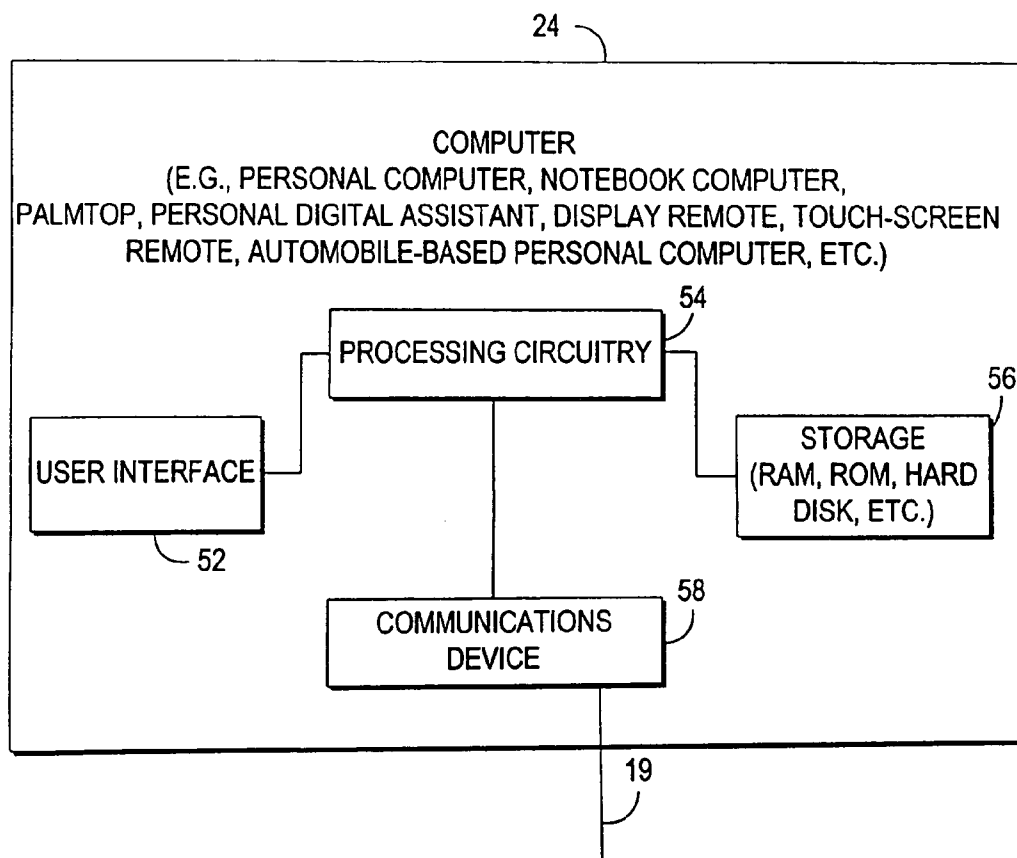 24
COMPUTER
(E.G., PERSONAL COMPUTER, NOTEBOOK COMPUTER,
PALMTOP, PERSONAL DIGITAL ASSISTANT, DISPLAY REMOTE, TOUCH-SCREEN
REMOTE, AUTOMOBILE-BASED PERSONAL COMPUTER, ETC.)
54
PROCESSING CIRCUITRY
56
USER INTERFACE
STORAGE
(RAM, ROM, HARD
DISK, ETC.)
52
58
COMMUNICATIONS
DEVICE
19